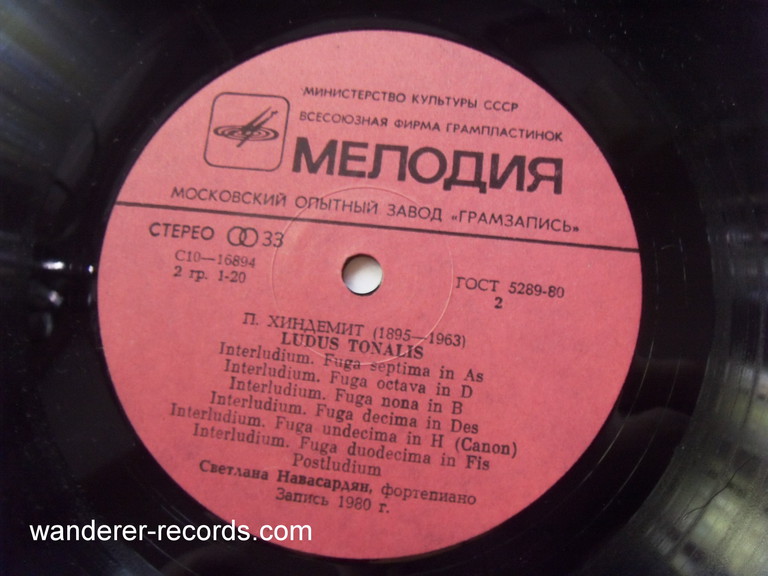 МИНИСТЕРСТВО КУЛЬТУРЫ СССР
ВСЕСОЮЗНАЯ ФИРМА ГРАМПЛАСТИНОК
МЕЛОДИЯ
МОСКОВСКИЙ ОПЫТНЫЙ ЗАВОД «ГРАМЗАПИСЬ»
СТЕРЕО 33
С10—16894
2 гр. 1-20
ГОСТ 5289-80
2
П. ХИНДЕМИТ (1895—1963)
LUDUS TONALIS
Interludium. Fuga septima in As
Interludium. Fuga octava in D
Interludium. Fuga nona in B
Interludium. Fuga decima in Des
Interludium. Fuga undecima in H (Canon)
Interludium. Fuga duodecima in Fis
Postludium
Светлана Навасардян, фортепиано
Запись 1980 г.
wanderer-records.com